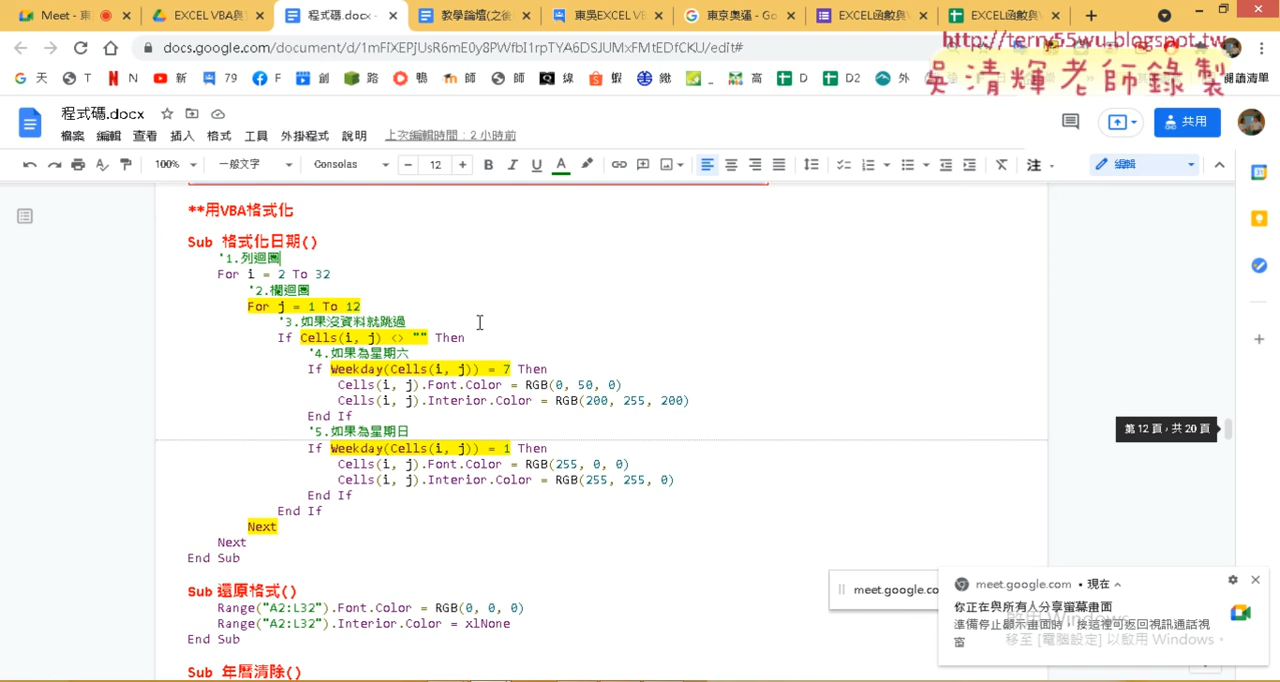 Meet - 東
EXCEL VBA與
程式碼.docx -
教學論壇(之後
東吳EXCEL VB
東京奧運 - Go
EXCEL函數與V
EXCEL函數與V
docs.google.com/document/d/1mFiXEPjUsR6mE0y8PWfbI1rpTYA6DSJUMxFMtEDfCKU/edit#
http://terry55wu.blogspot.tw
吳清輝老師錄製
天 T N 新 79 F 創 路 鴨 師 師 線 蝦 鐵 高 D D2 外 閱讀清單
程式碼.docx
檔案 編輯 查看 插入 格式 工具 外掛程式 說明 上次編輯時間：2 小時前
共用
100% 一般文字 Consolas 12 B I U A 注 編輯
**用VBA格式化
Sub 格式化日期()
'1.列迴圈
For i = 2 To 32
'2.欄迴圈
For j = 1 To 12
'3.如果沒資料就跳過
If Cells(i, j) <> "" Then
'4.如果為星期六
If Weekday(Cells(i, j)) = 7 Then
Cells(i, j).Font.Color = RGB(0, 50, 0)
Cells(i, j).Interior.Color = RGB(200, 255, 200)
End If
'5.如果為星期日
第 12 頁，共 20 頁
If Weekday(Cells(i, j)) = 1 Then
Cells(i, j).Font.Color = RGB(255, 0, 0)
Cells(i, j).Interior.Color = RGB(255, 255, 0)
End If
End If
Next
Next
End Sub
Sub 還原格式()
Range("A2:L32").Font.Color = RGB(0, 0, 0)
Range("A2:L32").Interior.Color = xlNone
End Sub
Sub 年曆清除()
meet.google.co
meet.google.com • 現在
你正在與所有人分享螢幕畫面
準備停止顯示畫面時，按這裡可返回視訊通話視
窗
移至 [電腦設定] 以啟用 Windows。